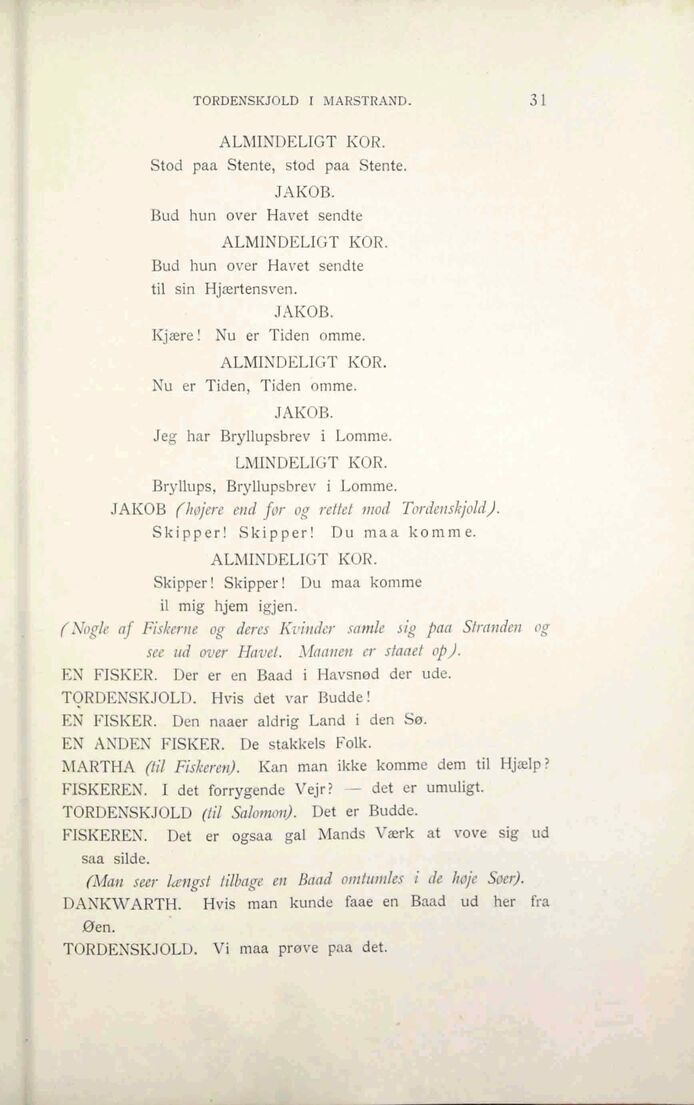 TORDENSKJOLD I MARSTRAND. 31
ALMINDELIGT KOR.
Stod paa Stente, stod paa Stente.
JAKOB.
Bud hun over Havet sendte
ALMINDELIGT KOR.
Bud hun over Havet sendte
til sin Hjærtensven.
JAKOB.
Kjære! Nu er Tiden omme.
ALMINDELIGT KOR.
Nu er Tiden, Tiden omme.
JAKOB.
Jeg har Bryllupsbrev i Lomme.
LMINDELIGT KOR.
Bryllups, Bryllupsbrev i Lomme.
JAKOB (højere end før og rettet mod Tordenskjold).
Skipper! Skipper! Du maa komme.
ALMINDELIGT KOR.
Skipper! Skipper! Du maa komme
il mig hjem igjen.
(Nogle af Fiskerne og deres Kvinder samle sig paa Stranden og
see ud over Havet. Maanen er staaet op).
EN FISKER. Der er en Baad i Havsnød der ude.
TORDENSKJOLD. Hvis det var Budde!
EN FISKER. Den naaer aldrig Land i den Sø.
EN ANDEN FISKER. De stakkels Folk.
MARTHA (til Fiskeren). Kan man ikke komme dem til Hjælp?
FISKEREN. I det forrygende Vejr? — det er umuligt.
TORDENSKJOLD (til Salomon). Det er Budde.
FISKEREN. Det er ogsaa gal Mands Værk at vove sig ud
saa silde.
(Man seer længst tilbage en Baad omtumles i de høje Søer).
DANKWARTH. Hvis man kunde faae en Baad ud her fra
Øen.
TORDENSKJOLD. Vi maa prøve paa det.